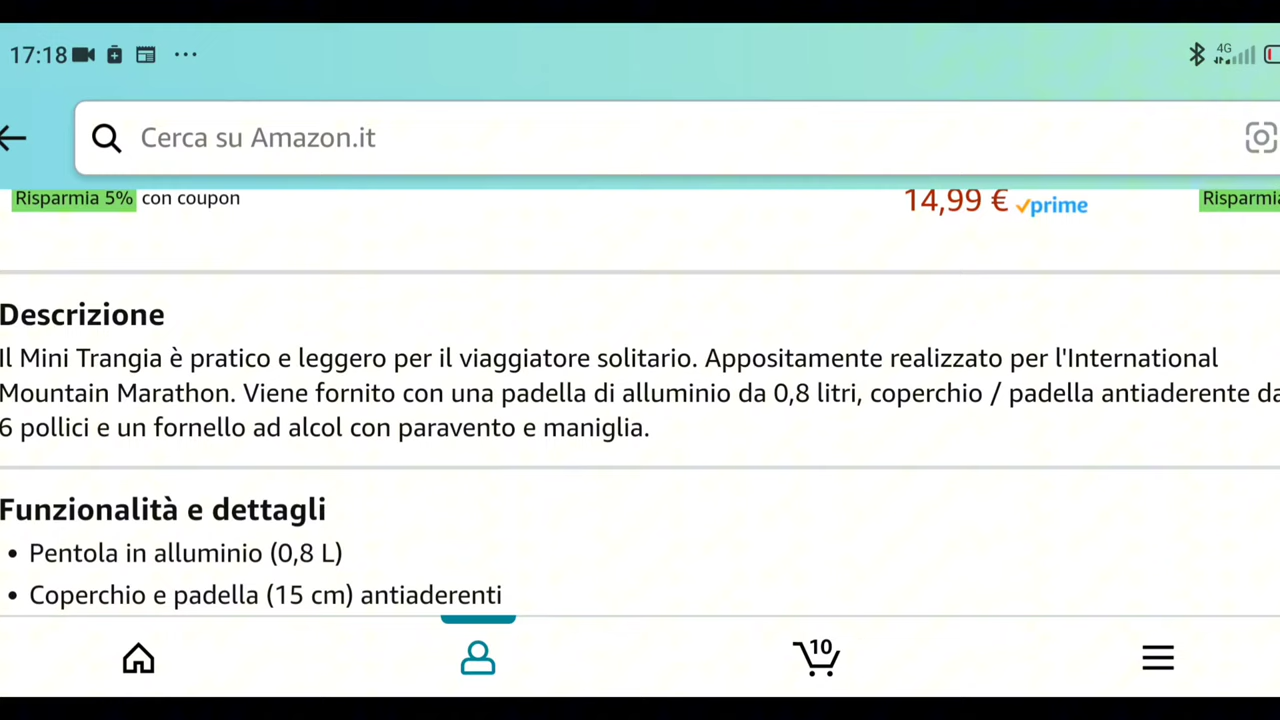 17:18 ... 4G
Cerca su Amazon.it
Risparmia 5% con coupon 14,99 € prime Risparmia
Descrizione
Il Mini Trangia è pratico e leggero per il viaggiatore solitario. Appositamente realizzato per l'International
Mountain Marathon. Viene fornito con una padella di alluminio da 0,8 litri, coperchio / padella antiaderente da
6 pollici e un fornello ad alcol con paravento e maniglia.
Funzionalità e dettagli
• Pentola in alluminio (0,8 L)
• Coperchio e padella (15 cm) antiaderenti
10